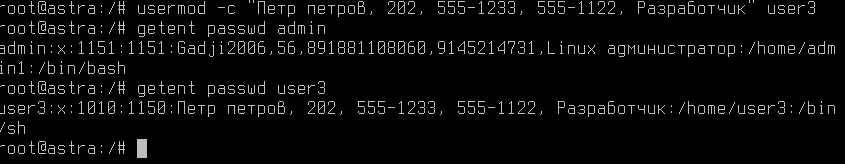 root@astra:/# usermod -c "Петр петров, 202, 555-1233, 555-1122, Разработчик" user3
root@astra:/# getent passwd admin
admin:x:1151:1151:Gadji2006,56,891881108060,9145214731,Linux администратор:/home/adm
in1:/bin/bash
root@astra:/# getent passwd user3
user3:x:1010:1150:Петр петров, 202, 555-1233, 555-1122, Разработчик:/home/user3:/bin
/sh
root@astra:/#